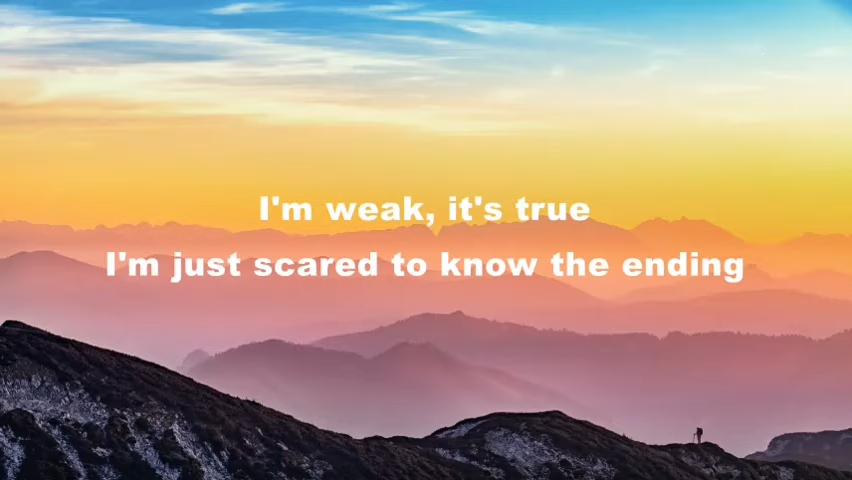 I'm weak, it's true
I'm just scared to know the ending